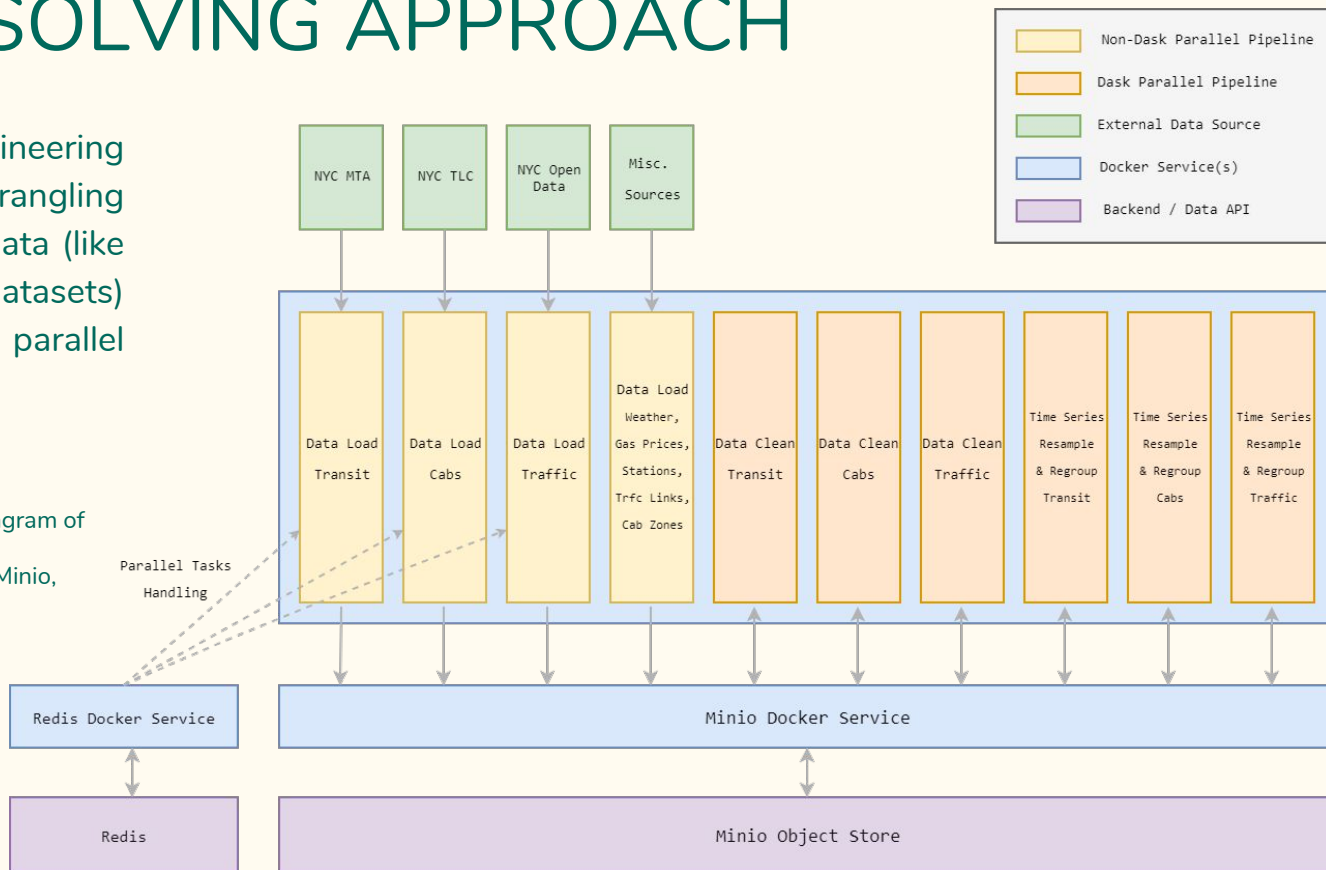 SOLVING APPROACH
Non-Dask Parallel Pipeline
Dask Parallel Pipeline
External Data Source
Docker Service(s)
Backend / Data API
ineering
rangling
ata (like
atasets)
parallel
gram of
Minio,
NYC MTA
NYC TLC
NYC Open
Data
Misc.
Sources
Data Load
Transit
Data Load
Cabs
Data Load
Traffic
Data Load
Weather,
Gas Prices,
Stations,
Trfc Links,
Cab Zones
Data Clean
Transit
Data Clean
Cabs
Data Clean
Traffic
Time Series
Resample
& Regroup
Transit
Time Series
Resample
& Regroup
Cabs
Time Series
Resample
& Regroup
Traffic
Parallel Tasks
Handling
Redis Docker Service
Minio Docker Service
Redis
Minio Object Store